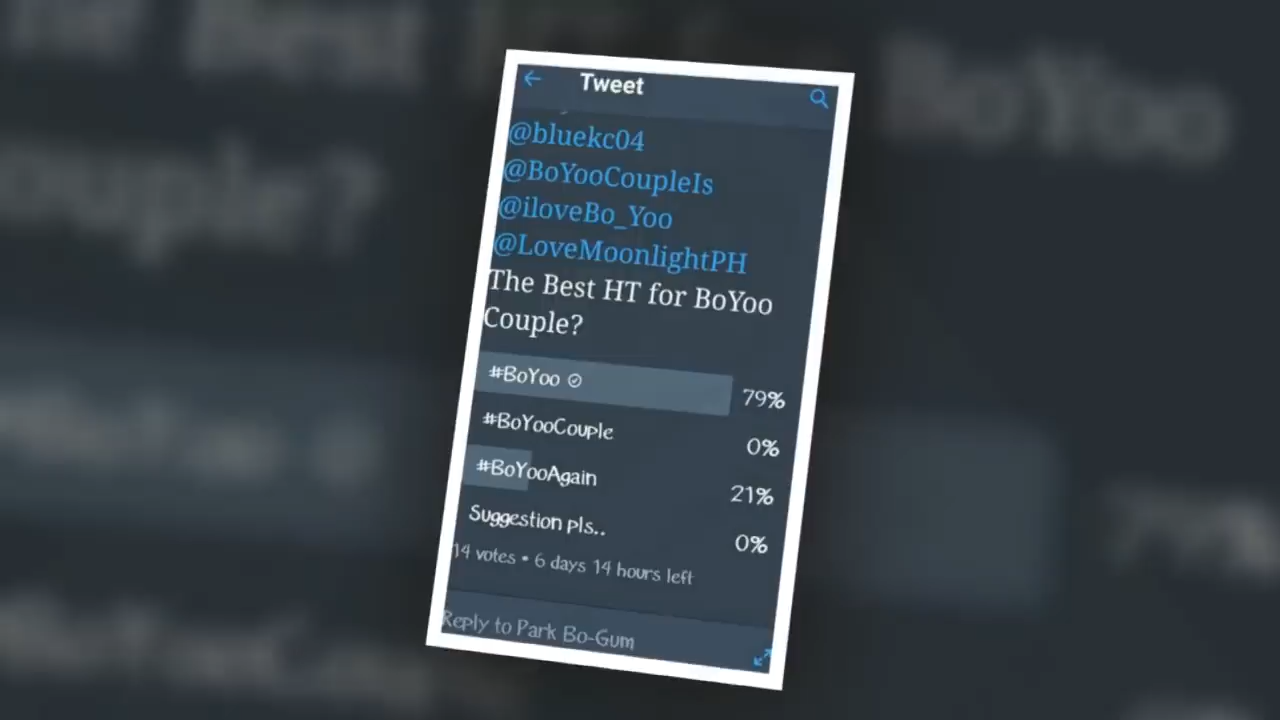 Tweet
@bluekc04
@BoYooCoupleIs
@iloveBo_Yoo
@LoveMoonlightPH
The Best HT for BoYoo
Couple?
#BoYoo
79%
#BoYooCouple
0%
#BoYooAgain
21%
Suggestion pls..
0%
14 votes • 6 days 14 hours left
Reply to Park Bo-Gum